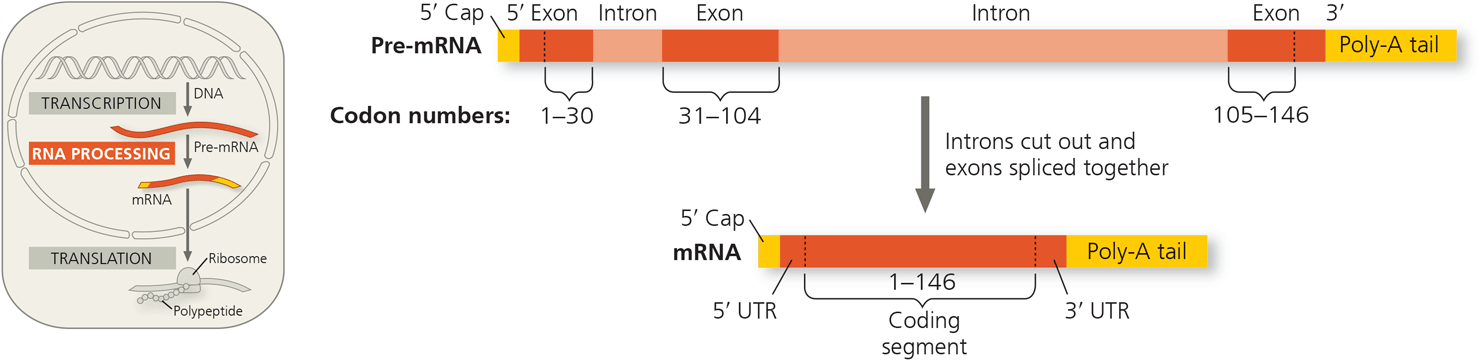 TRANSCRIPTION
DNA
RNA PROCESSING
Pre-mRNA
mRNA
TRANSLATION
Ribosome
Polypeptide
5′ Cap 5′ Exon Intron Exon Intron Exon 3′
Pre-mRNA Poly-A tail
Codon numbers: 1–30 31–104 105–146
Introns cut out and
exons spliced together
5′ Cap
mRNA Poly-A tail
1–146
5′ UTR 3′ UTR
Coding
segment